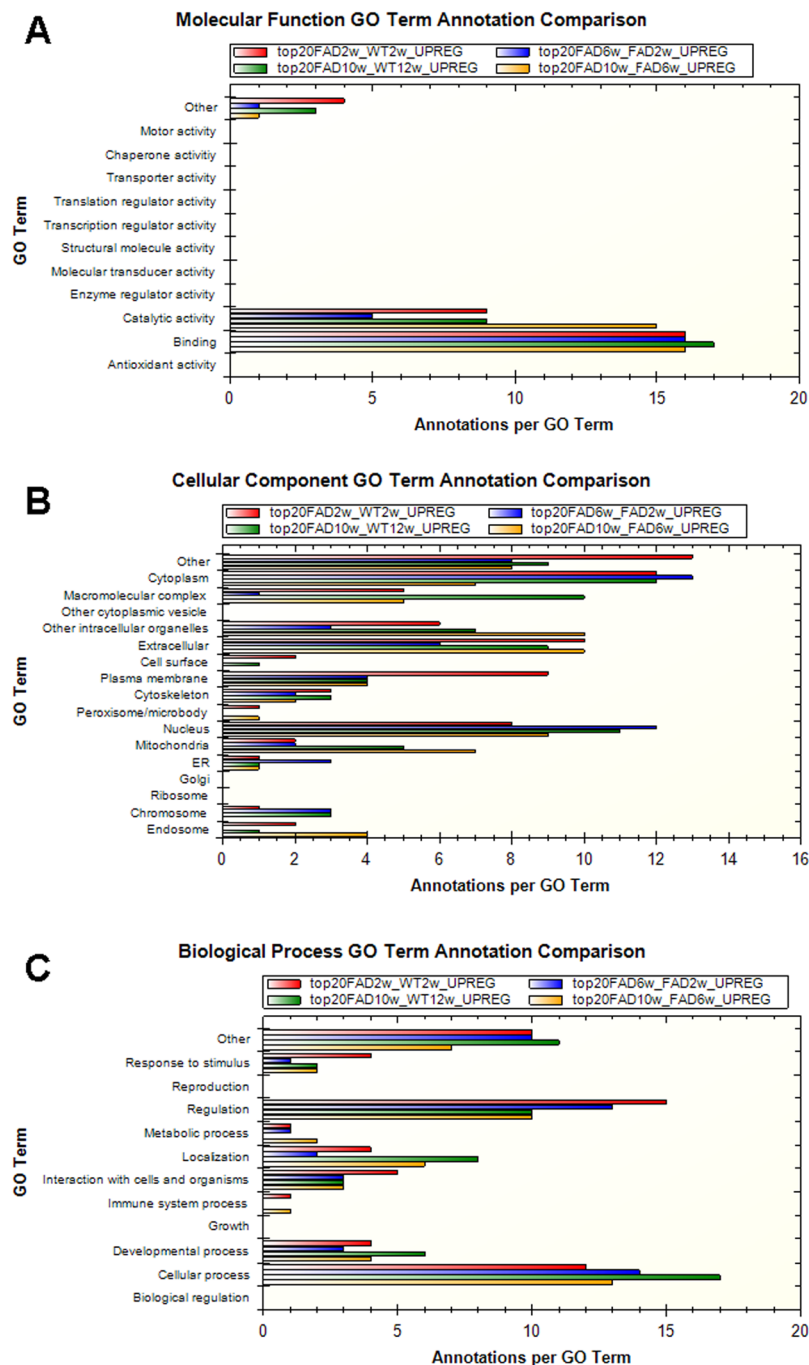 A
Molecular Function GO Term Annotation Comparison
top20FAD2w_WT2w_UPREG top20FAD6w_FAD2w_UPREG
top20FAD10w_WT12w_UPREG top20FAD10w_FAD6w_UPREG
GO Term
Other
Motor activity
Chaperone activitiy
Transporter activity
Translation regulator activity
Transcription regulator activity
Structural molecule activity
Molecular transducer activity
Enzyme regulator activity
Catalytic activity
Binding
Antioxidant activity
0 5 10 15 20
Annotations per GO Term
B
Cellular Component GO Term Annotation Comparison
top20FAD2w_WT2w_UPREG top20FAD6w_FAD2w_UPREG
top20FAD10w_WT12w_UPREG top20FAD10w_FAD6w_UPREG
GO Term
Other
Cytoplasm
Macromolecular complex
Other cytoplasmic vesicle
Other intracellular organelles
Extracellular
Cell surface
Plasma membrane
Cytoskeleton
Peroxisome/microbody
Nucleus
Mitochondria
ER
Golgi
Ribosome
Chromosome
Endosome
0 2 4 6 8 10 12 14 16
Annotations per GO Term
C
Biological Process GO Term Annotation Comparison
top20FAD2w_WT2w_UPREG top20FAD6w_FAD2w_UPREG
top20FAD10w_WT12w_UPREG top20FAD10w_FAD6w_UPREG
GO Term
Other
Response to stimulus
Reproduction
Regulation
Metabolic process
Localization
Interaction with cells and organisms
Immune system process
Growth
Developmental process
Cellular process
Biological regulation
0 5 10 15 20
Annotations per GO Term